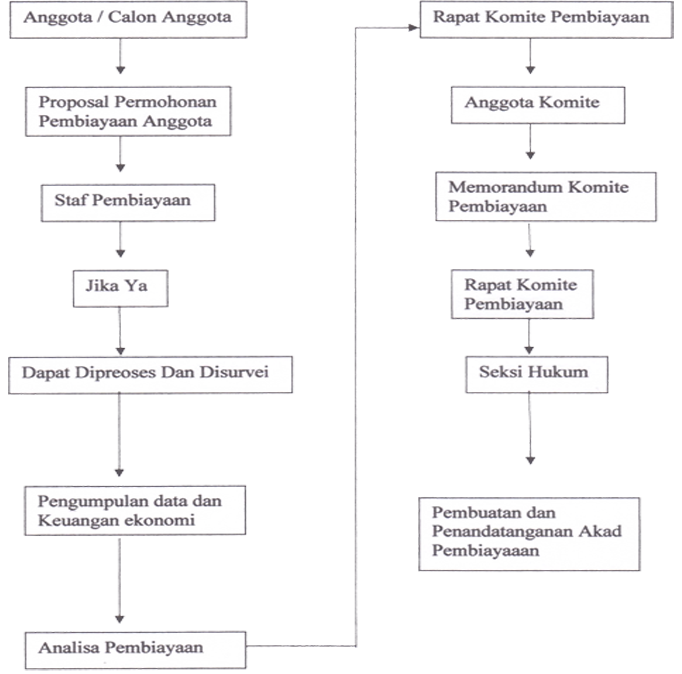 Anggota / Calon Anggota
Proposal Permohonan
Pembiayaan Anggota
Staf Pembiayaan
Jika Ya
Dapat Dipreoses Dan Disurvei
Pengumpulan data dan
Keuangan ekonomi
Analisa Pembiayaan
Rapat Komite Pembiayaan
Anggota Komite
Memorandum Komite
Pembiayaan
Rapat Komite
Pembiayaan
Seksi Hukum
Pembuatan dan
Penandatanganan Akad
Pembiayaaan